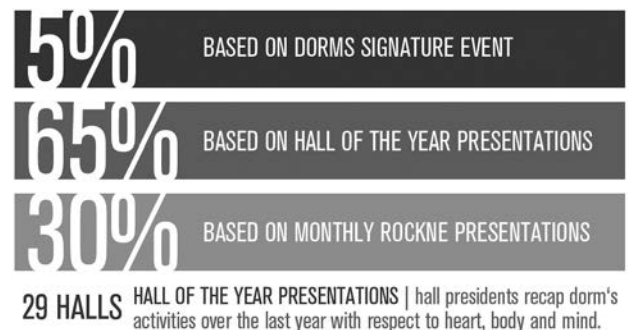 5% BASED ON DORMS SIGNATURE EVENT
65% BASED ON HALL OF THE YEAR PRESENTATIONS
30% BASED ON MONTHLY ROCKNE PRESENTATIONS
29 HALLS HALL OF THE YEAR PRESENTATIONS | hall presidents recap dorm's
activities over the last year with respect to heart, body and mind.